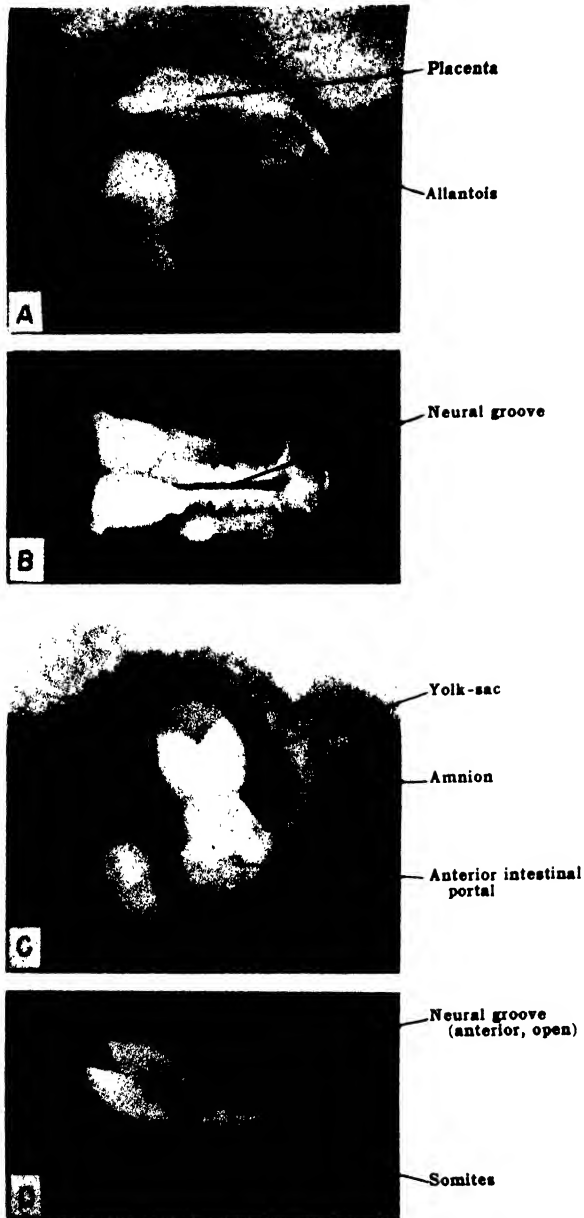 Placenta
Allantois
A
Neural groove
B
Yolk-sac
Amnion
Anterior intestinal
portal
C
Neural groove
(anterior, open)
D
Somites